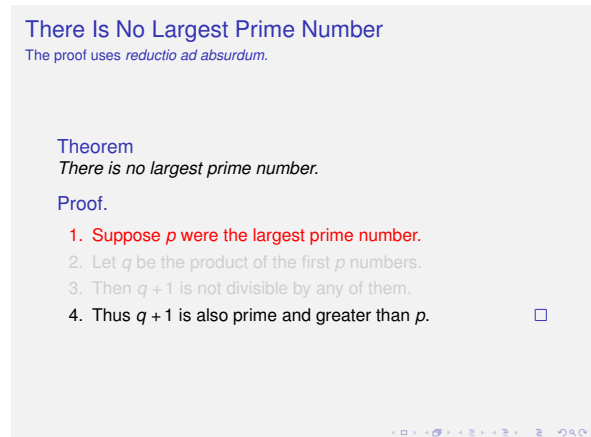 There Is No Largest Prime Number
The proof uses reductio ad absurdum.
Theorem
There is no largest prime number.
Proof.
1. Suppose p were the largest prime number.
2. Let q be the product of the first p numbers.
3. Then q + 1 is not divisible by any of them.
4. Thus q + 1 is also prime and greater than p.